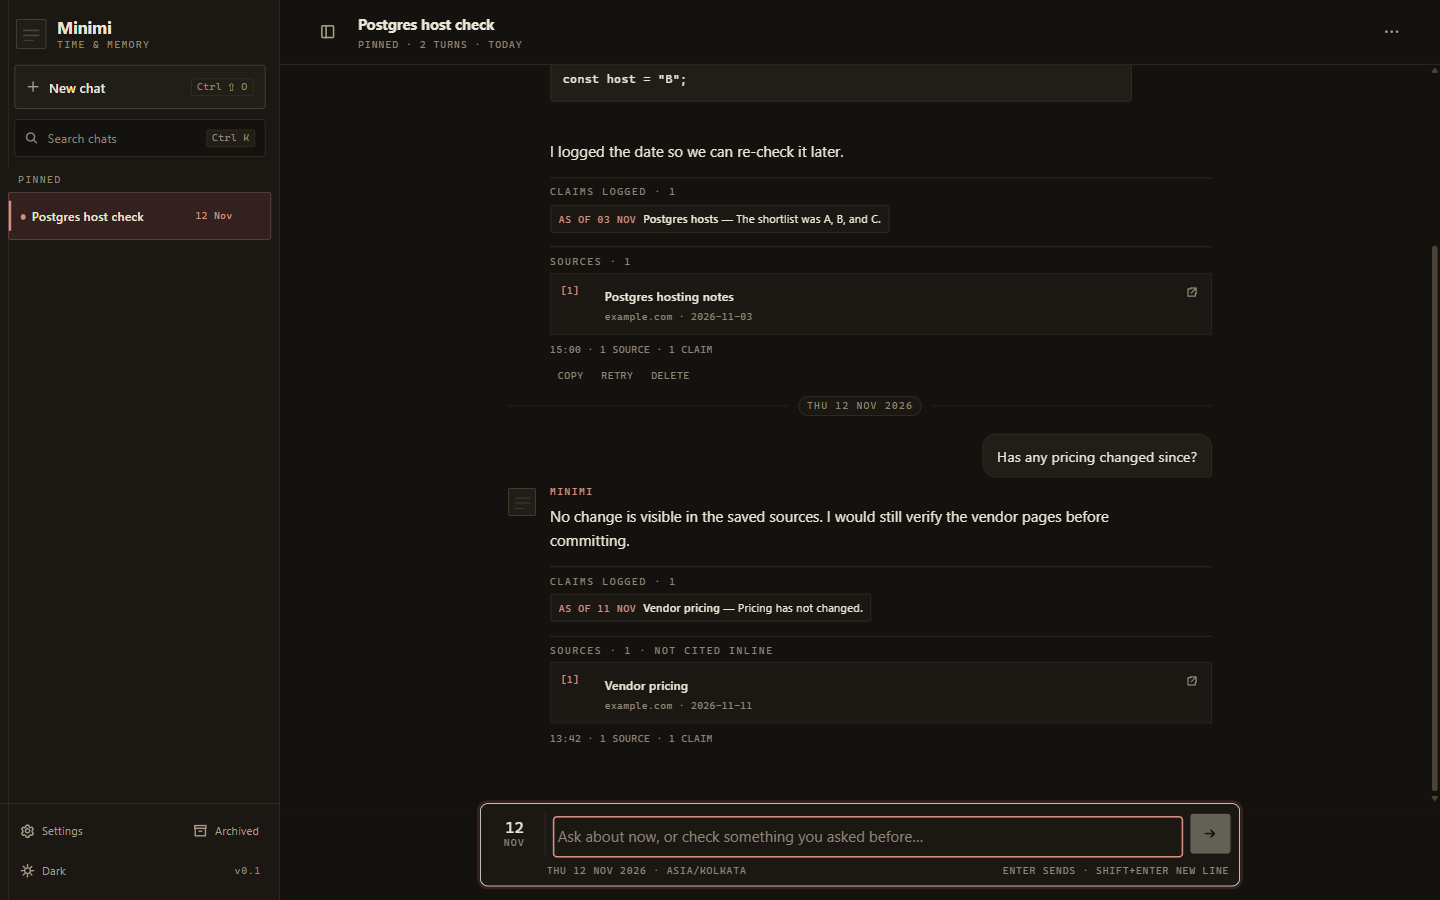 Minimi
TIME & MEMORY
New chat
Ctrl ⇧ O
Search chats
Ctrl K
PINNED
Postgres host check
12 Nov
Settings
Archived
Dark
v0.1
Postgres host check
PINNED · 2 TURNS · TODAY
const host = "B";
I logged the date so we can re-check it later.
CLAIMS LOGGED · 1
AS OF 03 NOV Postgres hosts — The shortlist was A, B, and C.
SOURCES · 1
[1]
Postgres hosting notes
example.com · 2026-11-03
15:00 · 1 SOURCE · 1 CLAIM
COPY RETRY DELETE
THU 12 NOV 2026
Has any pricing changed since?
MINIMI
No change is visible in the saved sources. I would still verify the vendor pages before
committing.
CLAIMS LOGGED · 1
AS OF 11 NOV Vendor pricing — Pricing has not changed.
SOURCES · 1 · NOT CITED INLINE
[1]
Vendor pricing
example.com · 2026-11-11
13:42 · 1 SOURCE · 1 CLAIM
12
NOV
Ask about now, or check something you asked before...
THU 12 NOV 2026 · ASIA/KOLKATA
ENTER SENDS · SHIFT+ENTER NEW LINE